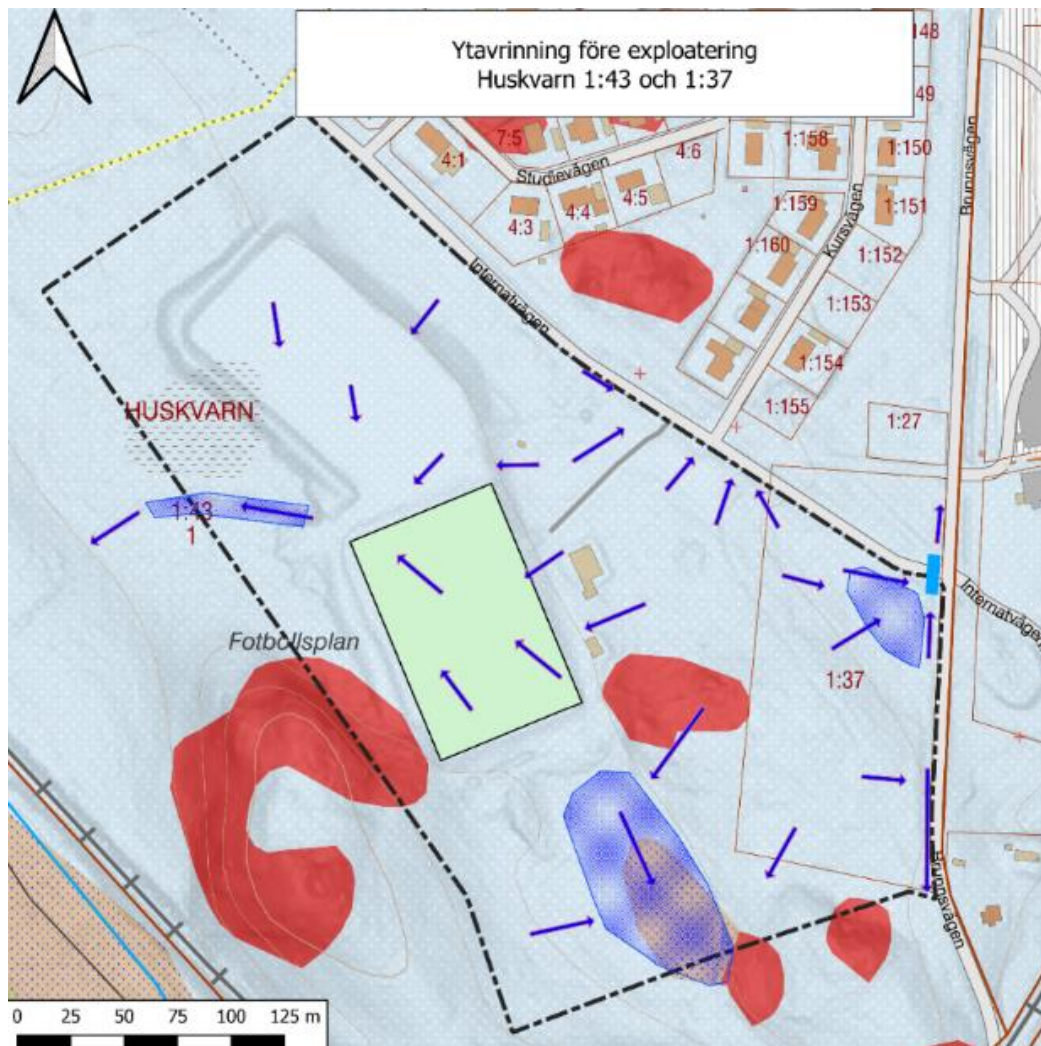 Ytavrinning före exploatering
Huskvarn 1:43 och 1:37
148
49
7:5
4:1
Studievägen
4:6
1:158
1:150
Brunnsvägen
4:5
4:4
4:3
1:159
1:151
1:160
Kursvägen
1:152
Internatvägen
1:153
1:154
1:155
1:27
HUSKVARN
1:43
1
Internatvägen
Fotbollsplan
1:37
Brunnsvägen
0 25 50 75 100 125 m